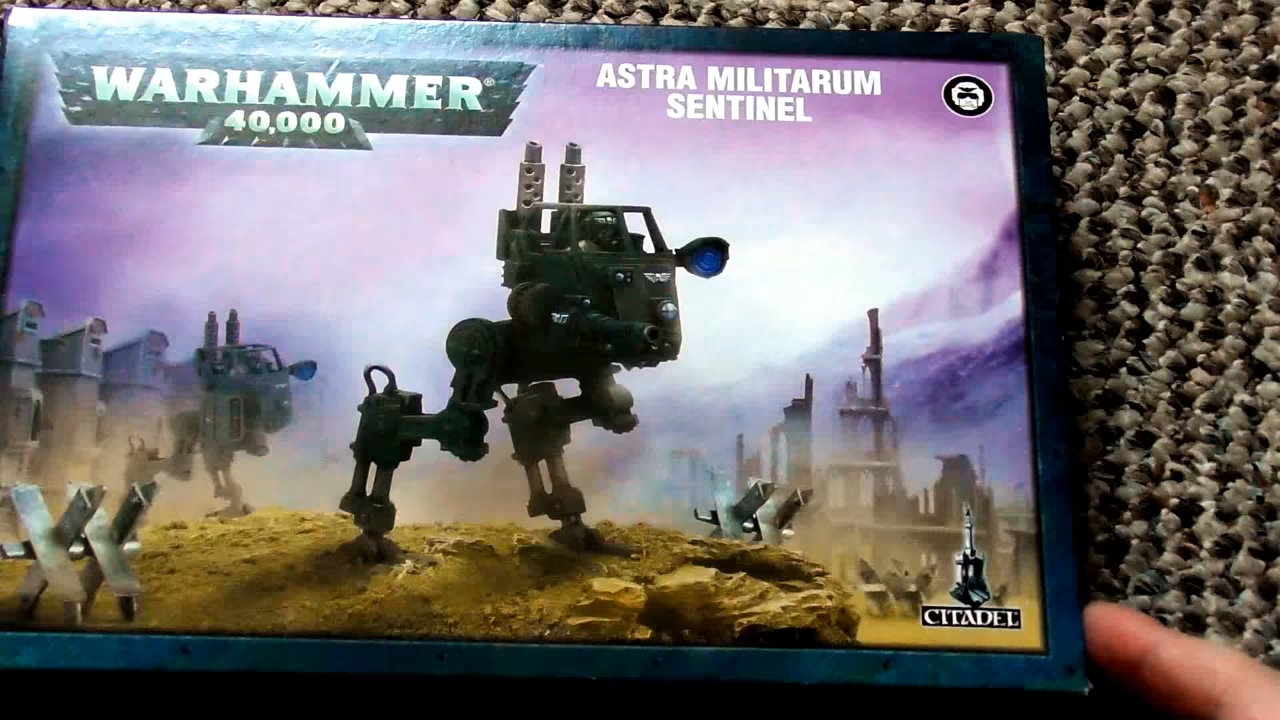 WARHAMMER®
40,000
ASTRA MILITARUM
SENTINEL
CITADEL